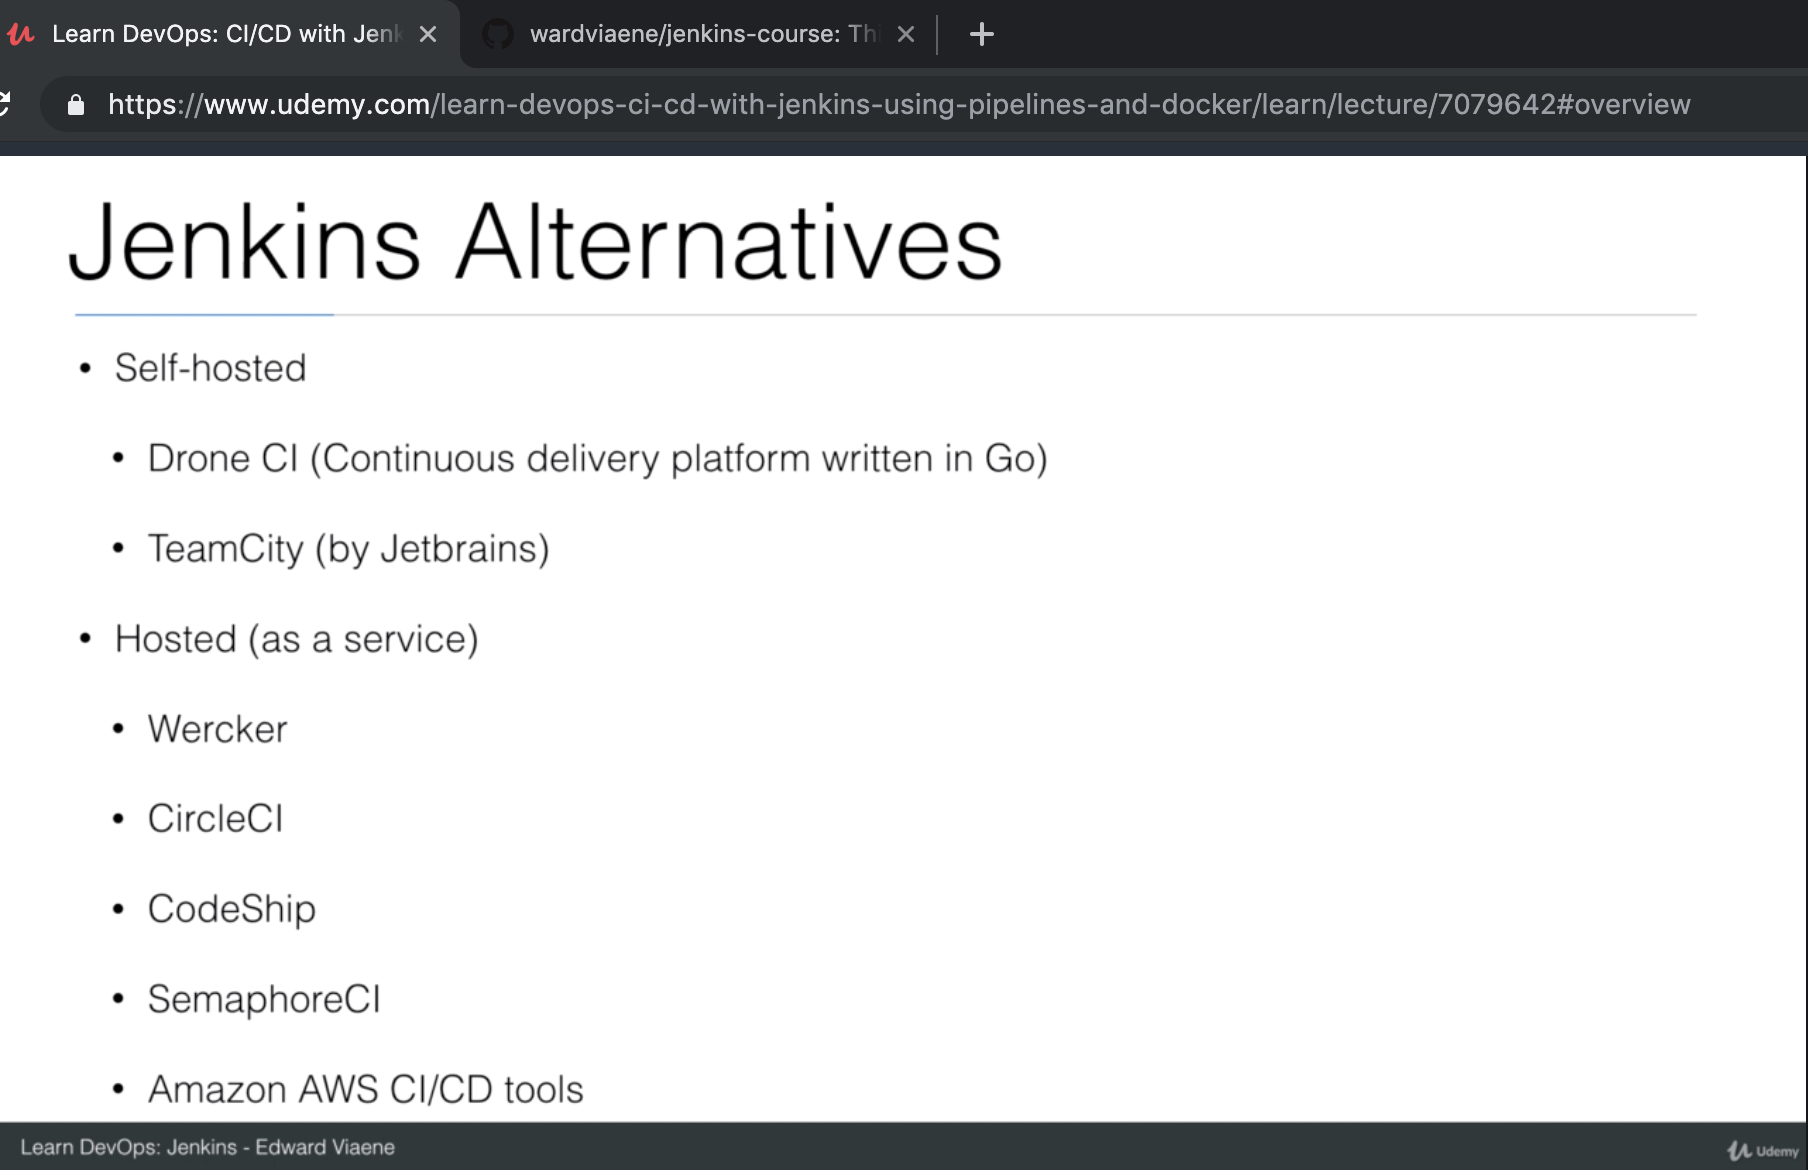 Learn DevOps: CI/CD with Jenk
wardviaene/jenkins-course: Thi
https://www.udemy.com/learn-devops-ci-cd-with-jenkins-using-pipelines-and-docker/learn/lecture/7079642#overview
Jenkins Alternatives
• Self-hosted
• Drone CI (Continuous delivery platform written in Go)
• TeamCity (by Jetbrains)
• Hosted (as a service)
• Wercker
• CircleCI
• CodeShip
• SemaphoreCI
• Amazon AWS CI/CD tools
Learn DevOps: Jenkins - Edward Viaene
Udemy